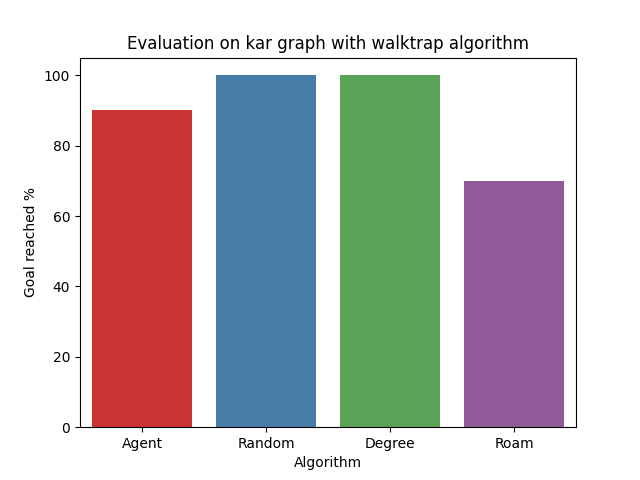 Evaluation on kar graph with walktrap algorithm
100
80
60
40
20
0
Goal reached %
Agent Random Degree Roam
Algorithm